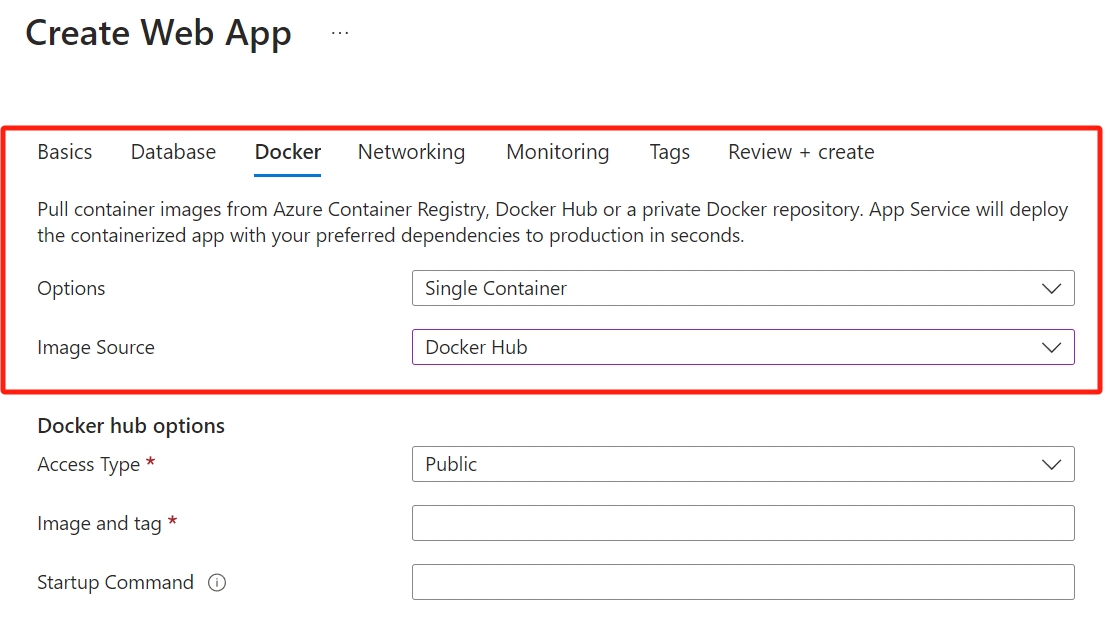 Create Web App ...
Basics Database Docker Networking Monitoring Tags Review + create
Pull container images from Azure Container Registry, Docker Hub or a private Docker repository. App Service will deploy
the containerized app with your preferred dependencies to production in seconds.
Options Single Container
Image Source Docker Hub
Docker hub options
Access Type * Public
Image and tag *
Startup Command